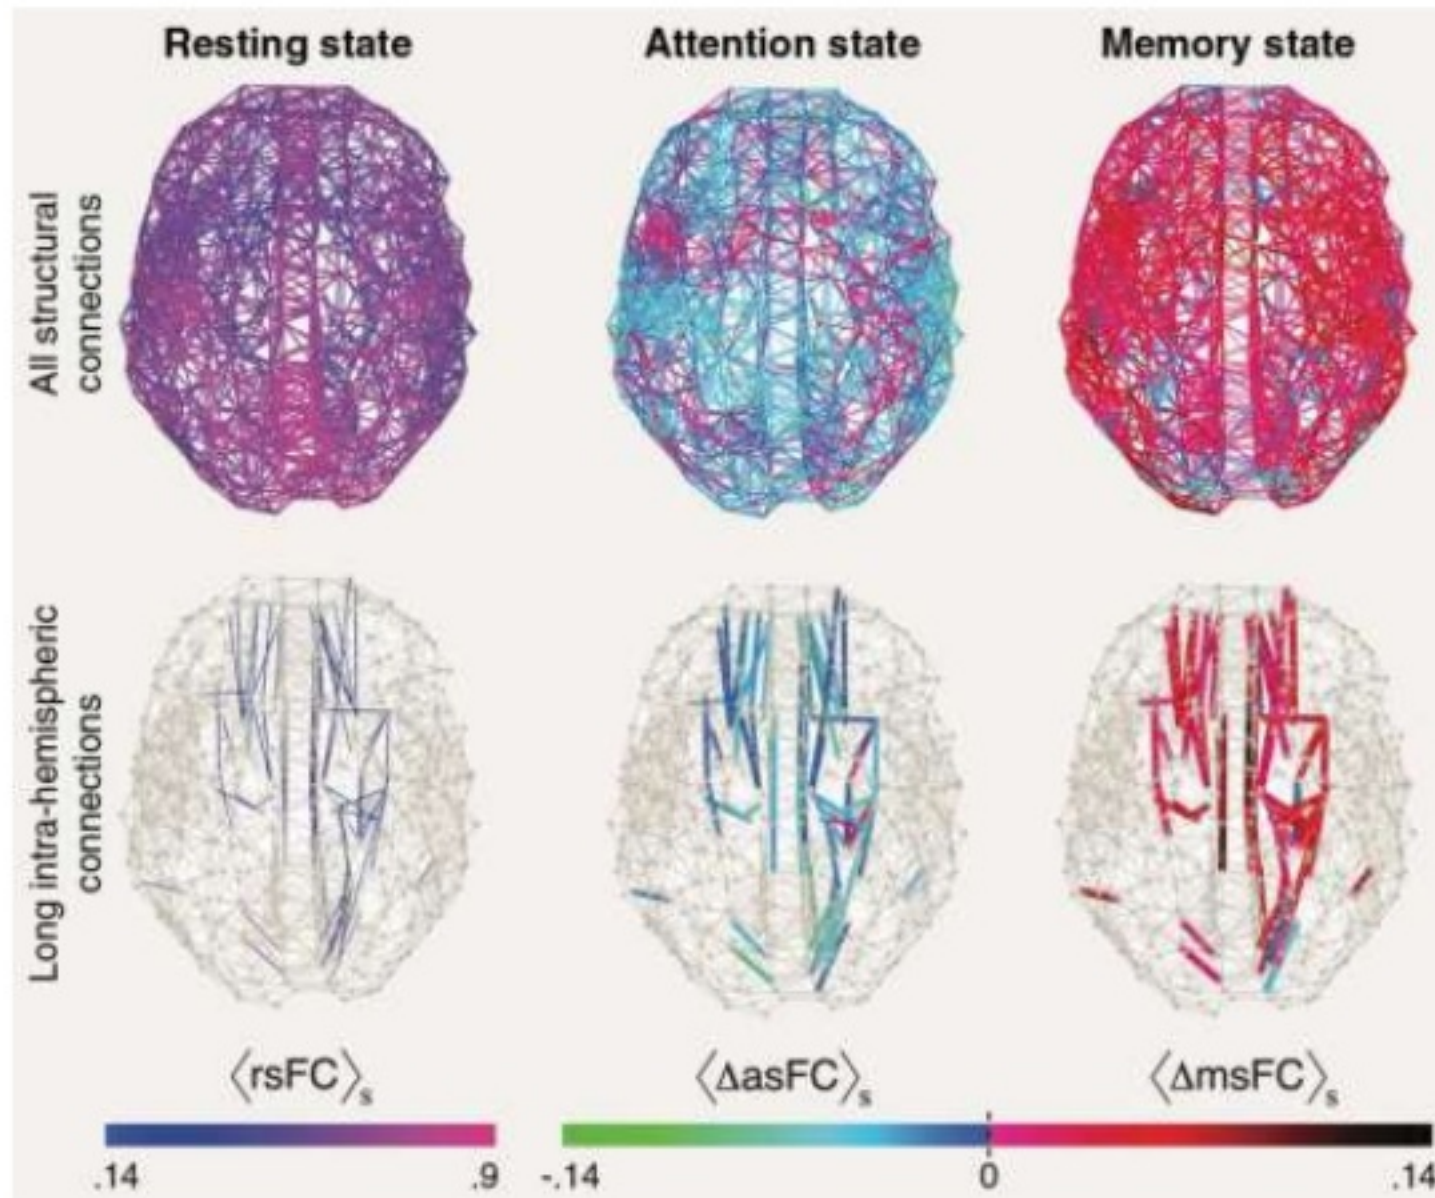 Resting state
Attention state
Memory state
All structural
connections
Long intra-hemispheric
connections
⟨rsFC⟩s
⟨ΔasFC⟩s
⟨ΔmsFC⟩s
.14
.9
-.14
0
.14